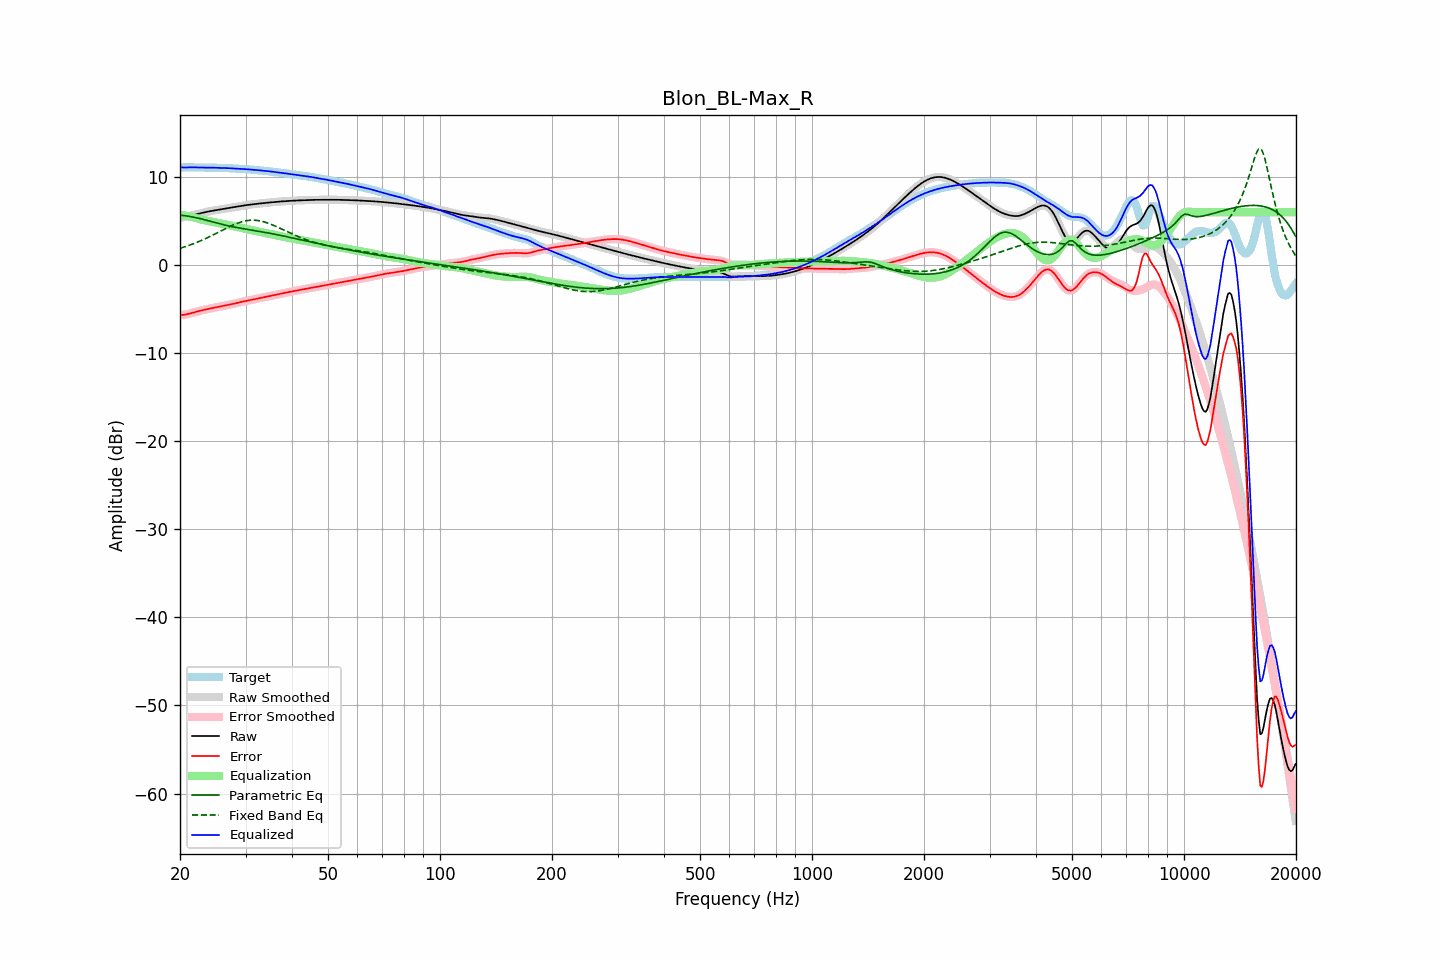 Blon_BL-Max_R
10
0
−10
−20
−30
−40
−50
−60
Amplitude (dBr)
Target
Raw Smoothed
Error Smoothed
Raw
Error
Equalization
Parametric Eq
Fixed Band Eq
Equalized
20 50 100 200 500 1000 2000 5000 10000 20000
Frequency (Hz)